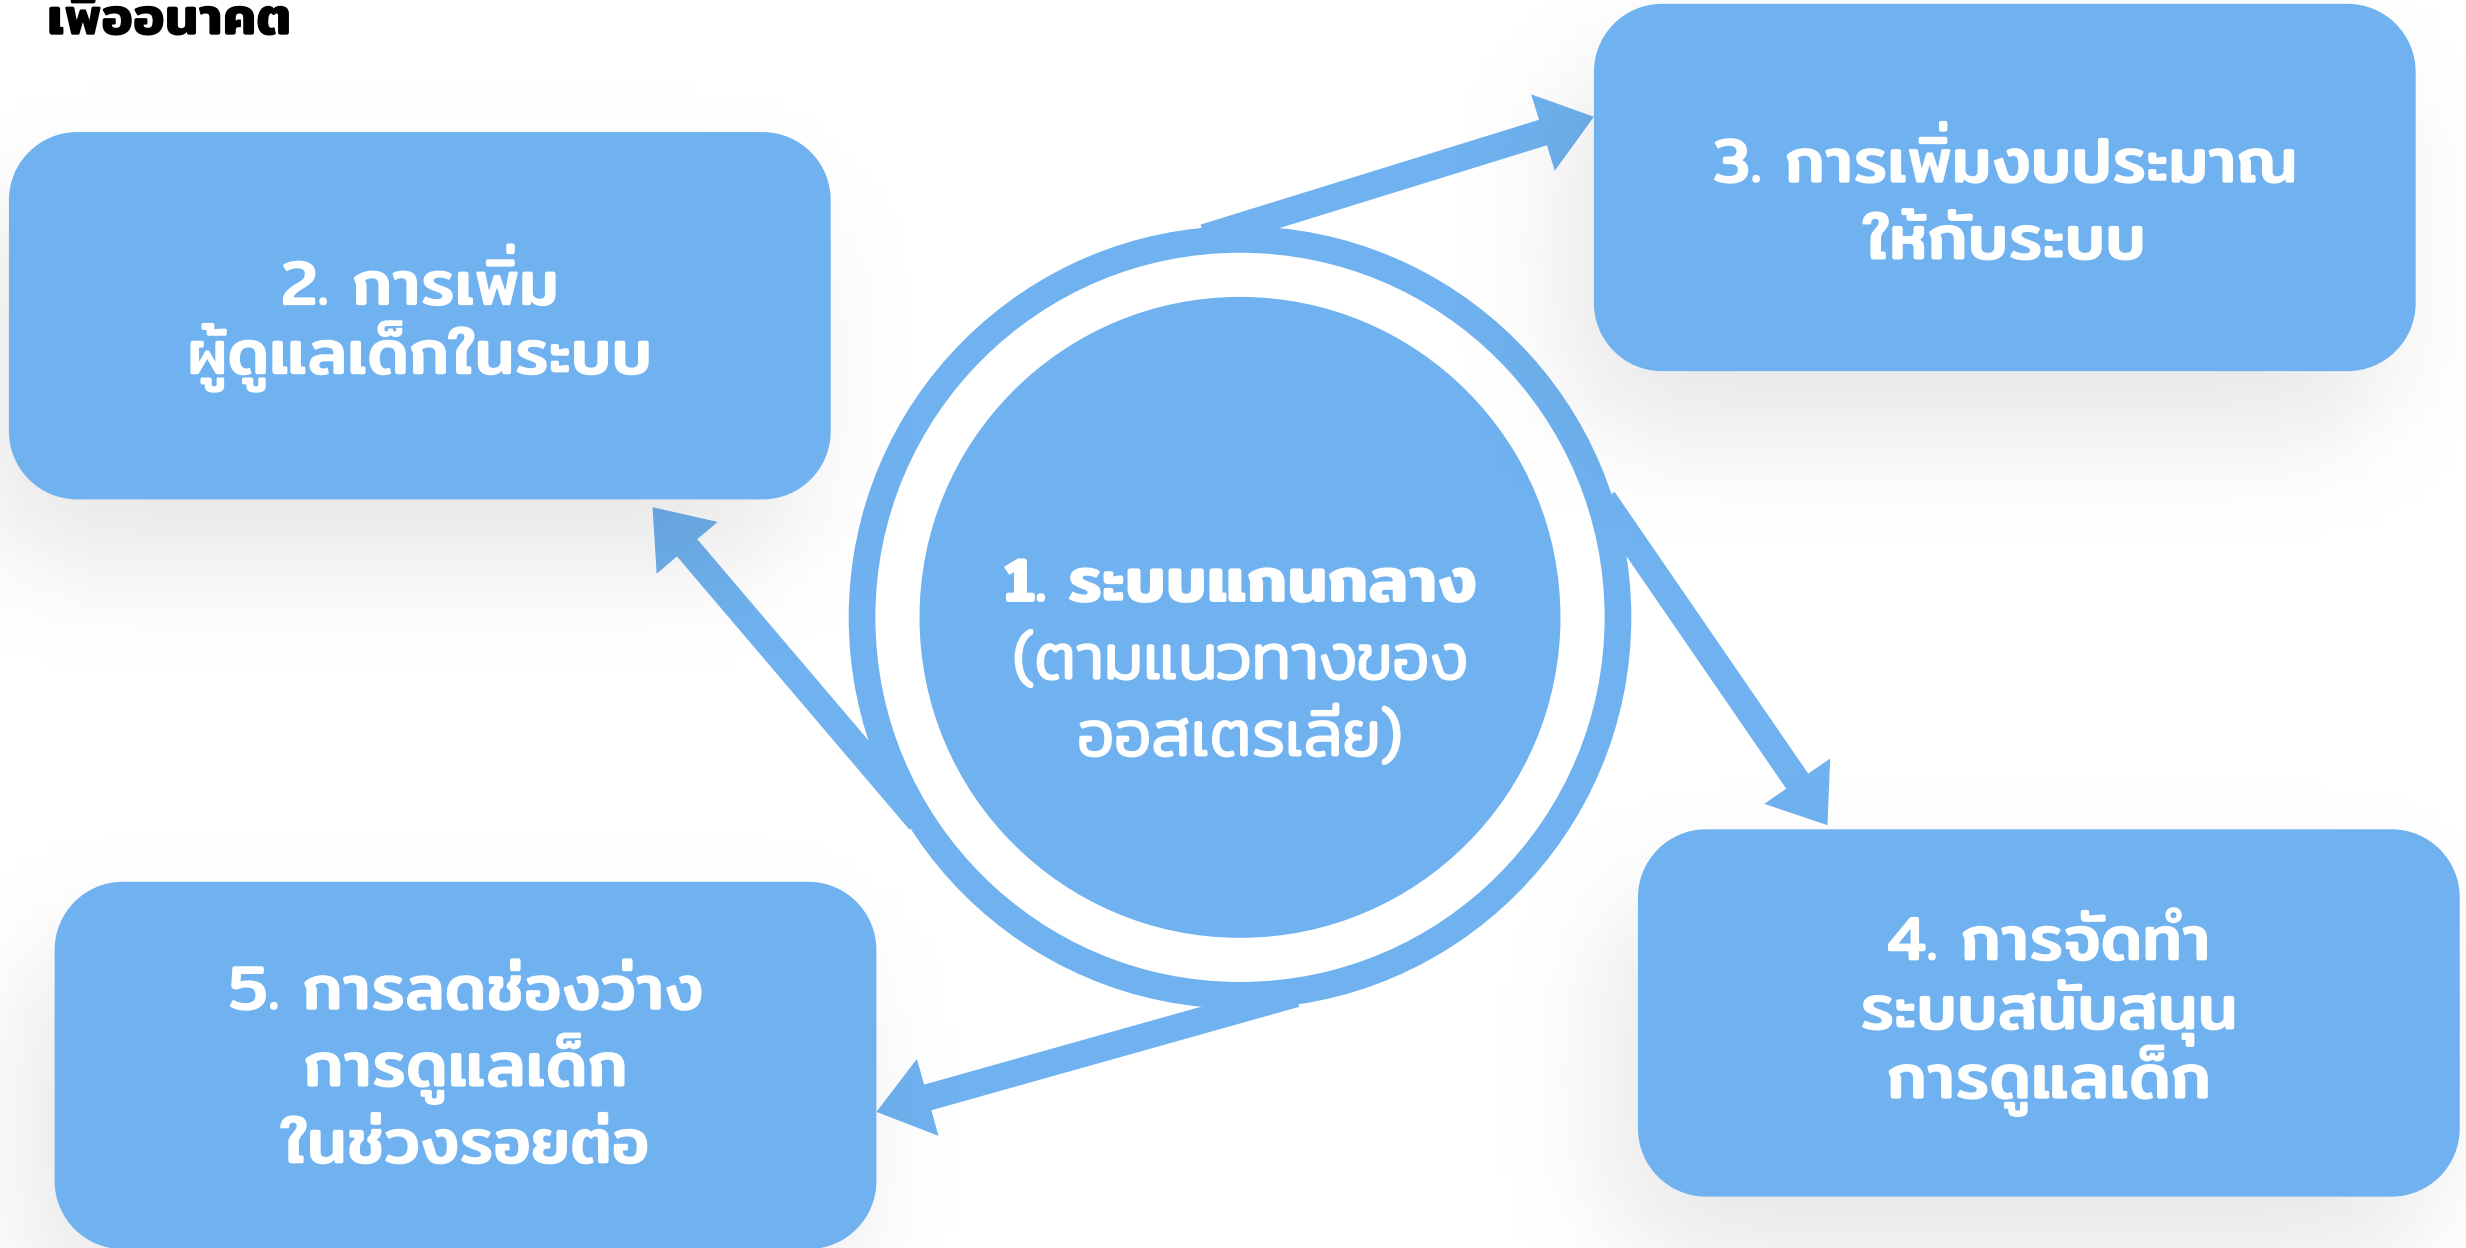 เพื่ออนาคต
2. การเพิ่ม
ผู้ดูแลเด็กในระบบ
3. การเพิ่มงบประมาณ
ให้กับระบบ
1. ระบบแกนกลาง
(ตามแนวทางของ
ออสเตรเลีย)
4. การจัดทำ
ระบบสนับสนุน
การดูแลเด็ก
5. การลดช่องว่าง
การดูแลเด็ก
ในช่วงรอยต่อ